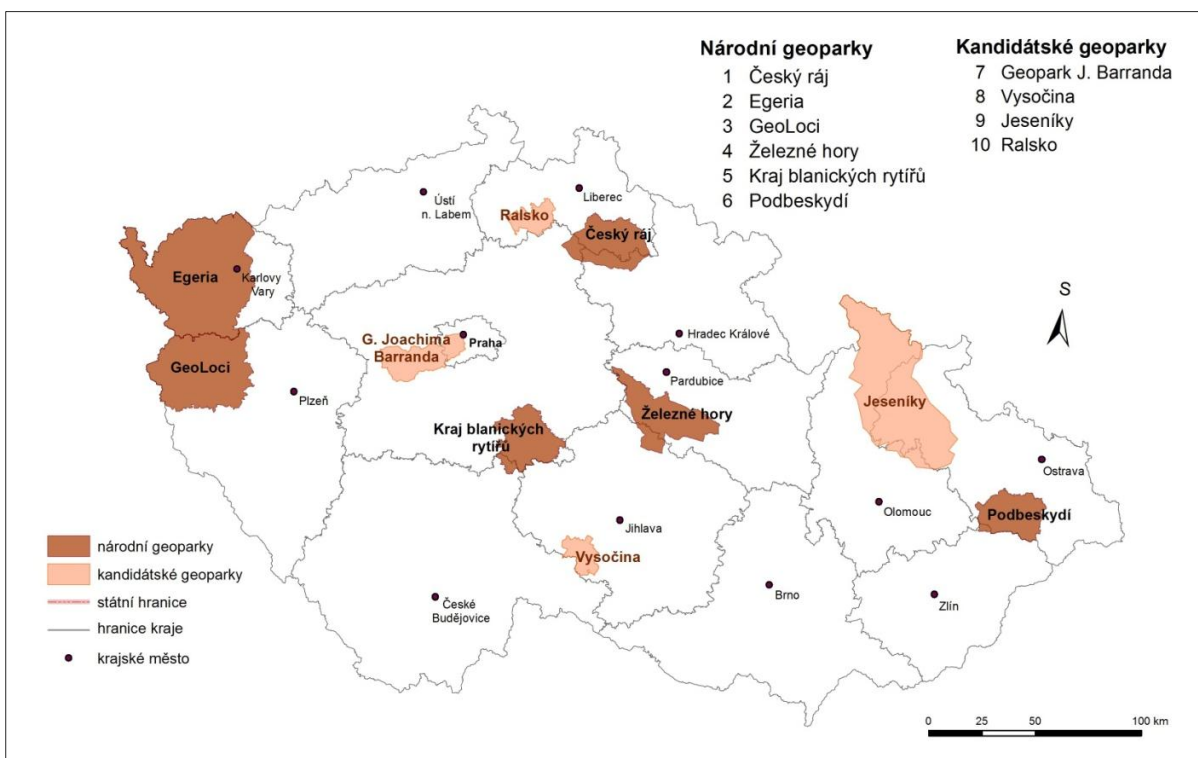 Národní geoparky
1 Český ráj
2 Egeria
3 GeoLoci
4 Železné hory
5 Kraj blanických rytířů
6 Podbeskydí
Kandidátské geoparky
7 Geopark J. Barranda
8 Vysočina
9 Jeseníky
10 Ralsko
Ústí
n. Labem
Liberec
Ralsko
Český ráj
Egeria
Karlovy
Vary
S
G. Joachima
Barranda
Praha
Hradec Králové
GeoLoci
Plzeň
Pardubice
Jeseníky
Železné hory
Kraj blanických
rytířů
Ostrava
Olomouc
Podbeskydí
Jihlava
Vysočina
České
Budějovice
Brno
Zlín
národní geoparky
kandidátské geoparky
státní hranice
hranice kraje
krajské město
0 25 50 100 km